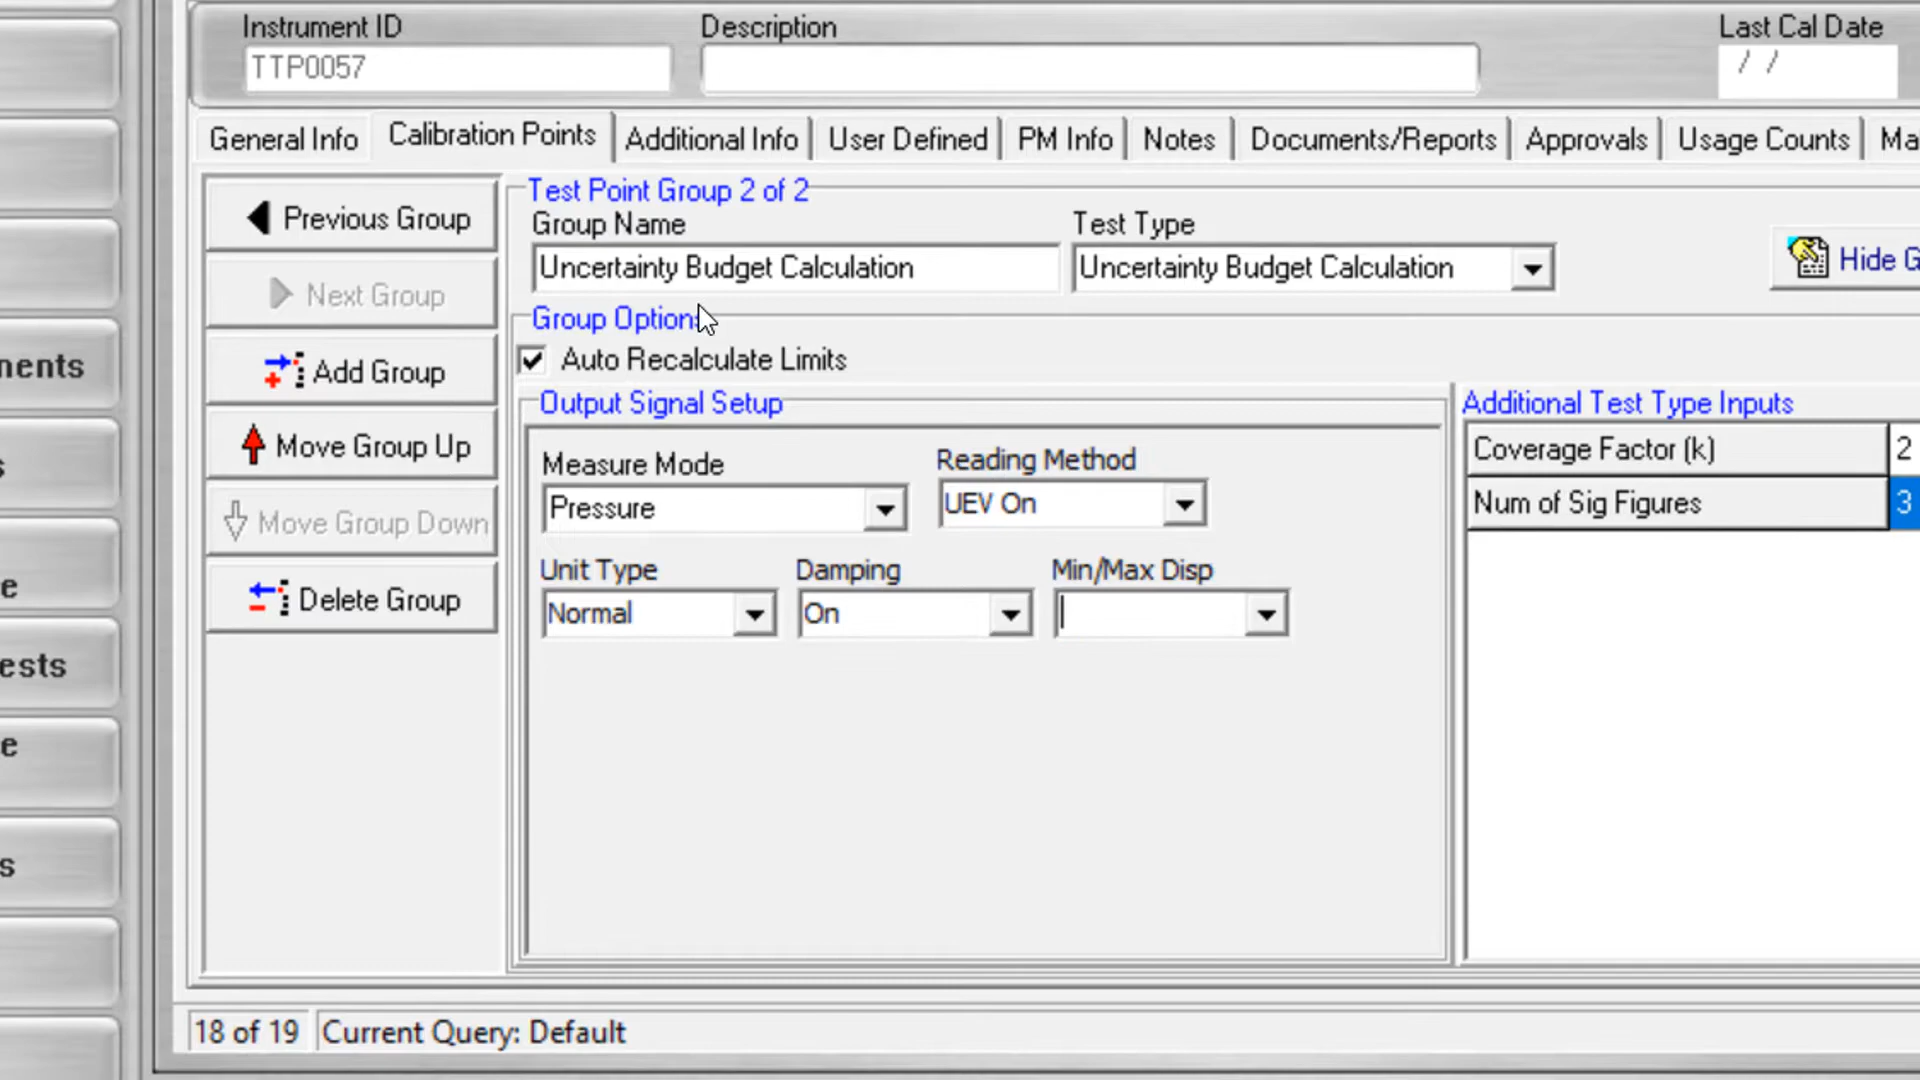 Instrument ID
Description
Last Cal Date
TTP0057
/ /
General Info
Calibration Points
Additional Info
User Defined
PM Info
Notes
Documents/Reports
Approvals
Usage Counts
Ma
Previous Group
Next Group
Add Group
Move Group Up
Move Group Down
Delete Group
Test Point Group 2 of 2
Group Name
Test Type
Uncertainty Budget Calculation
Uncertainty Budget Calculation
Hide G
Group Options
Auto Recalculate Limits
Output Signal Setup
Measure Mode
Reading Method
Pressure
UEV On
Unit Type
Damping
Min/Max Disp
Normal
On
Additional Test Type Inputs
Coverage Factor (k)
2
Num of Sig Figures
3
nents
s
e
ests
e
s
18 of 19
Current Query: Default